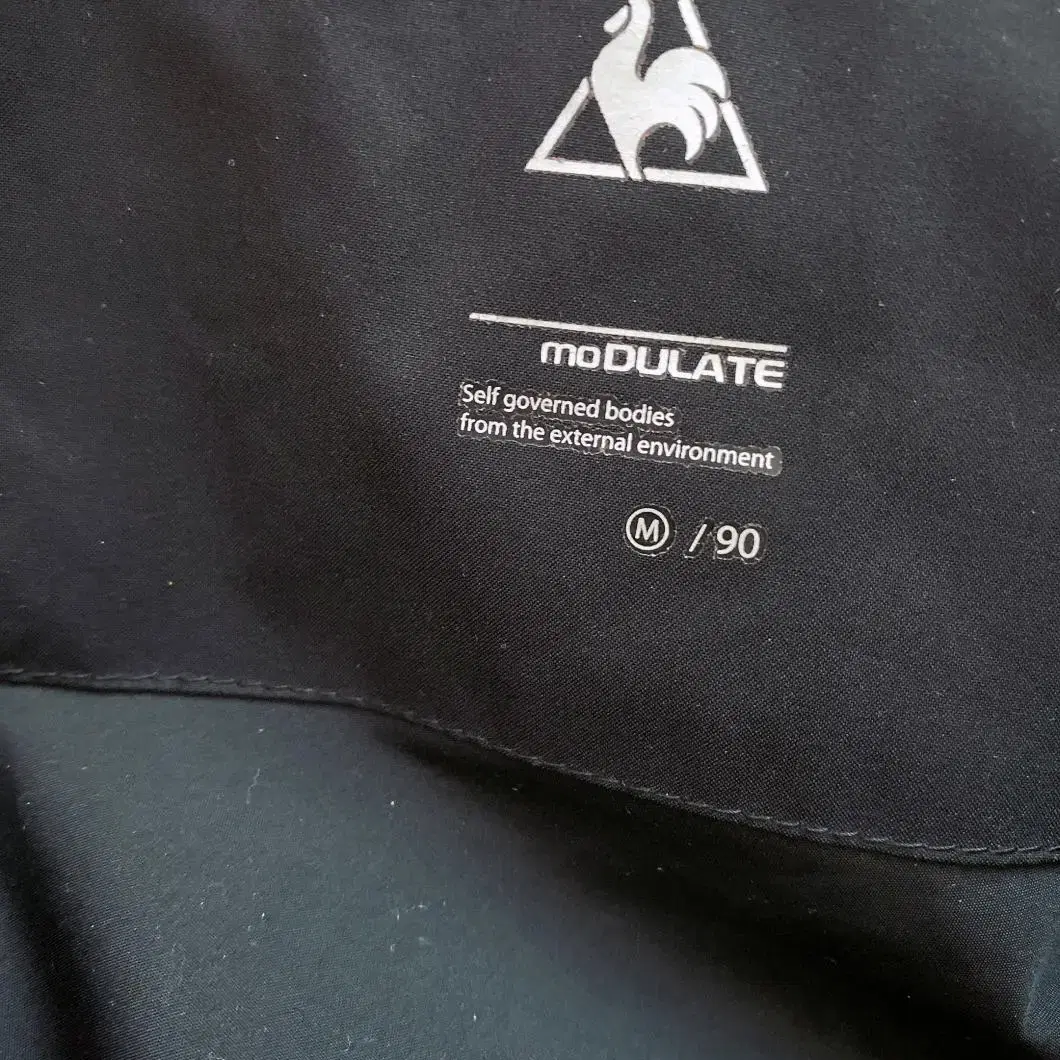 moDULATE
Self governed bodies
from the external environment
M / 90